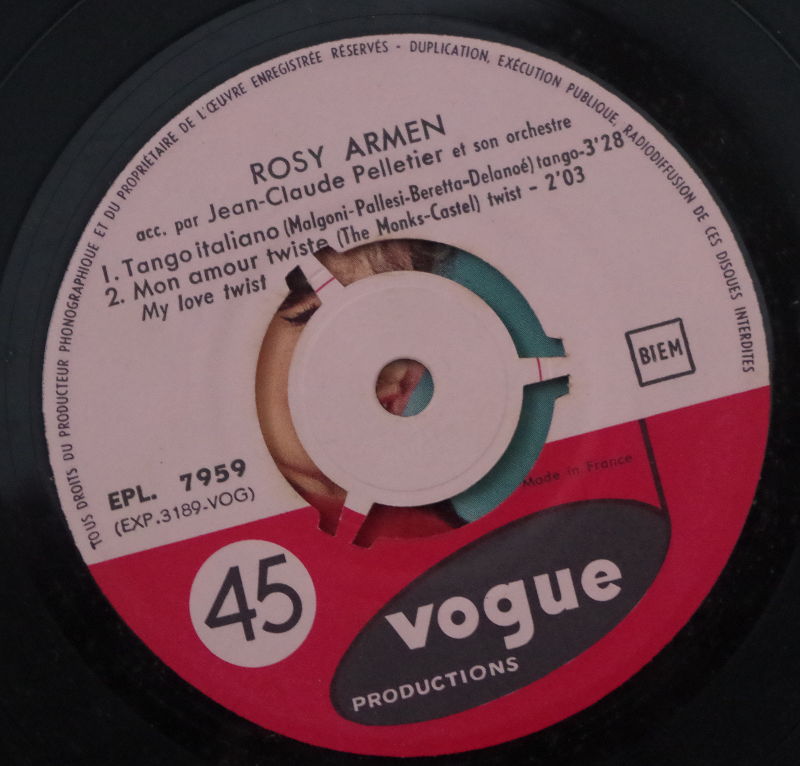 TOUS DROITS DU PRODUCTEUR PHONOGRAPHIQUE ET DU PROPRIÉTAIRE DE L'ŒUVRE ENREGISTRÉE RÉSERVÉS - DUPLICATION, EXÉCUTION PUBLIQUE, RADIODIFFUSION DE CES DISQUES INTERDITES
ROSY ARMEN
acc. par Jean-Claude Pelletier et son orchestre
1. Tango italiano (Malgoni-Pallesi-Beretta-Delanoé) tango-3'28
2. Mon amour twiste (The Monks-Castel) twist - 2'03
My love twist
BIEM
EPL. 7959
(EXP.3189-VOG)
Made in France
45
vogue
PRODUCTIONS